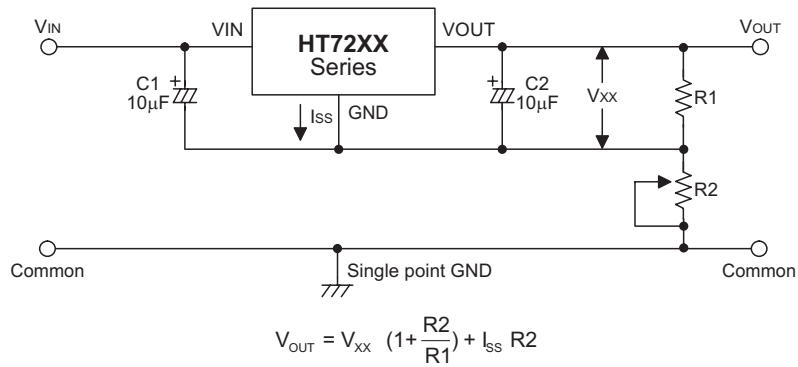 VIN
VIN
HT72XX
Series
VOUT
VOUT
C1
10μF
+
ISS
GND
+
C2
10μF
VXX
R1
R2
Common
Single point GND
Common
VOUT = VXX (1+R2/R1) + ISS R2